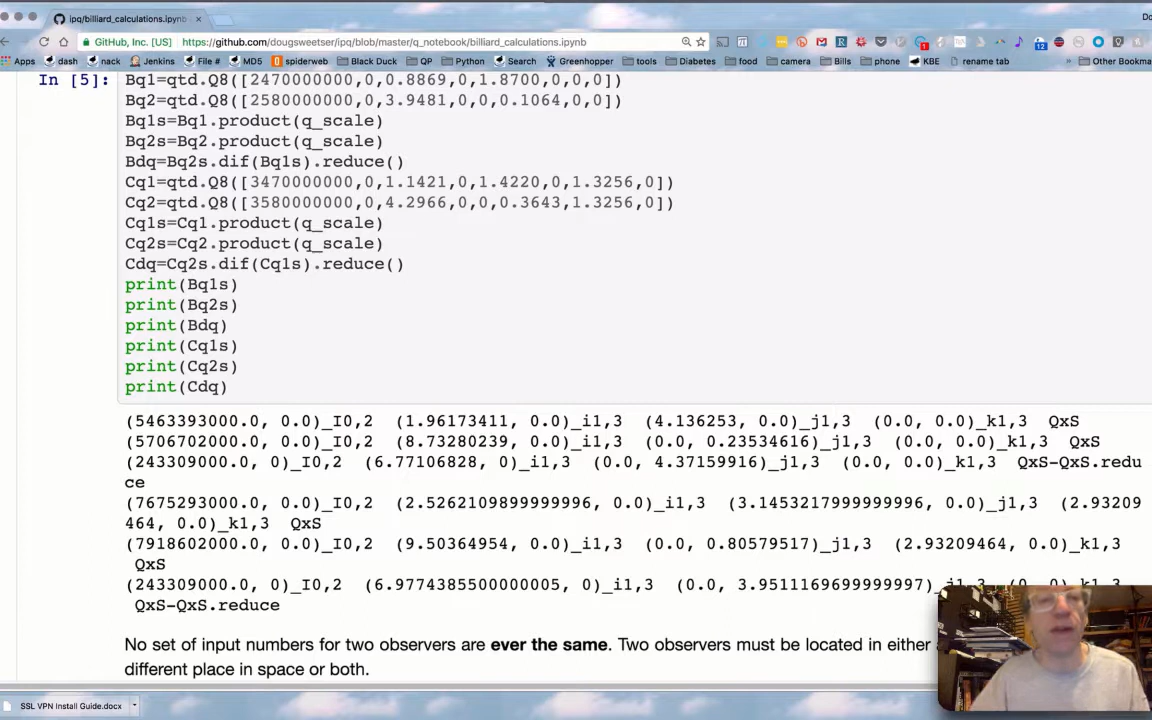 ipq/billiard_calculations.ipynb
GitHub, Inc. [US] https://github.com/dougsweetser/ipq/blob/master/q_notebook/billiard_calculations.ipynb
Apps dash nack Jenkins File # MD5 spiderweb Black Duck QP Python Search Greenhopper tools Diabetes food camera Bills phone KBE rename tab » Other Bookma
In [5]: Bq1=qtd.Q8([2470000000,0,0.8869,0,1.8700,0,0,0])
Bq2=qtd.Q8([2580000000,0,3.9481,0,0,0.1064,0,0])
Bq1s=Bq1.product(q_scale)
Bq2s=Bq2.product(q_scale)
Bdq=Bq2s.dif(Bq1s).reduce()
Cq1=qtd.Q8([3470000000,0,1.1421,0,1.4220,0,1.3256,0])
Cq2=qtd.Q8([3580000000,0,4.2966,0,0,0.3643,1.3256,0])
Cq1s=Cq1.product(q_scale)
Cq2s=Cq2.product(q_scale)
Cdq=Cq2s.dif(Cq1s).reduce()
print(Bq1s)
print(Bq2s)
print(Bdq)
print(Cq1s)
print(Cq2s)
print(Cdq)
(5463393000.0, 0.0)_I0,2 (1.96173411, 0.0)_i1,3 (4.136253, 0.0)_j1,3 (0.0, 0.0)_k1,3 QxS
(5706702000.0, 0.0)_I0,2 (8.73280239, 0.0)_i1,3 (0.0, 0.23534616)_j1,3 (0.0, 0.0)_k1,3 QxS
(243309000.0, 0)_I0,2 (6.77106828, 0)_i1,3 (0.0, 4.37159916)_j1,3 (0.0, 0.0)_k1,3 QxS-QxS.redu
ce
(7675293000.0, 0.0)_I0,2 (2.5262109899999996, 0.0)_i1,3 (3.1453217999999996, 0.0)_j1,3 (2.93209
464, 0.0)_k1,3 QxS
(7918602000.0, 0.0)_I0,2 (9.50364954, 0.0)_i1,3 (0.0, 0.80579517)_j1,3 (2.93209464, 0.0)_k1,3
QxS
(243309000.0, 0)_I0,2 (6.9774385500000005, 0)_i1,3 (0.0, 3.9511169699999997)_j1,3 (0.0, 0.0)_k1,3
QxS-QxS.reduce
No set of input numbers for two observers are ever the same. Two observers must be located in either
different place in space or both.
SSL VPN Install Guide.docx